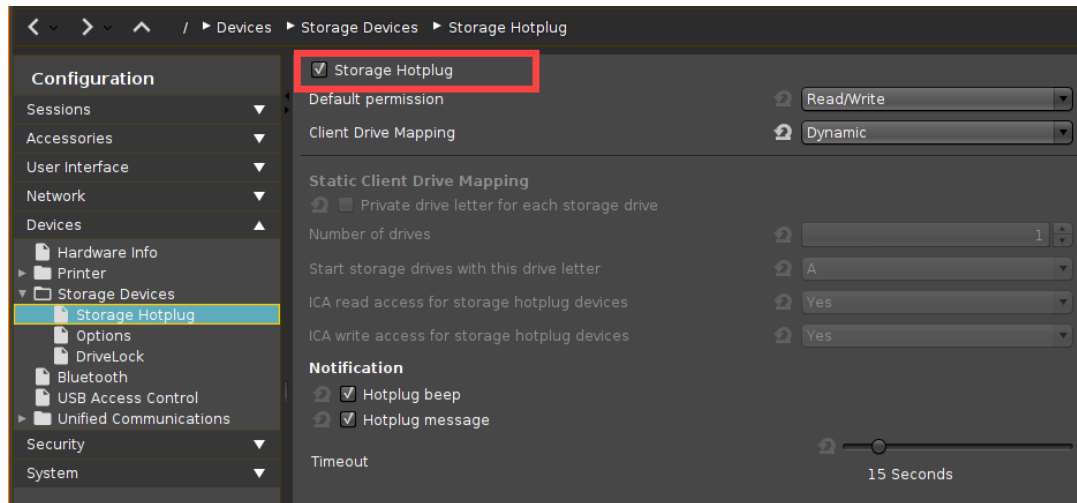 / Devices Storage Devices Storage Hotplug
Configuration
Sessions
Accessories
User Interface
Network
Devices
Hardware Info
Printer
Storage Devices
Storage Hotplug
Options
DriveLock
Bluetooth
USB Access Control
Unified Communications
Security
System
Storage Hotplug
Default permission Read/Write
Client Drive Mapping Dynamic
Static Client Drive Mapping
Private drive letter for each storage drive
Number of drives 1
Start storage drives with this drive letter A
ICA read access for storage hotplug devices Yes
ICA write access for storage hotplug devices Yes
Notification
Hotplug beep
Hotplug message
Timeout 15 Seconds